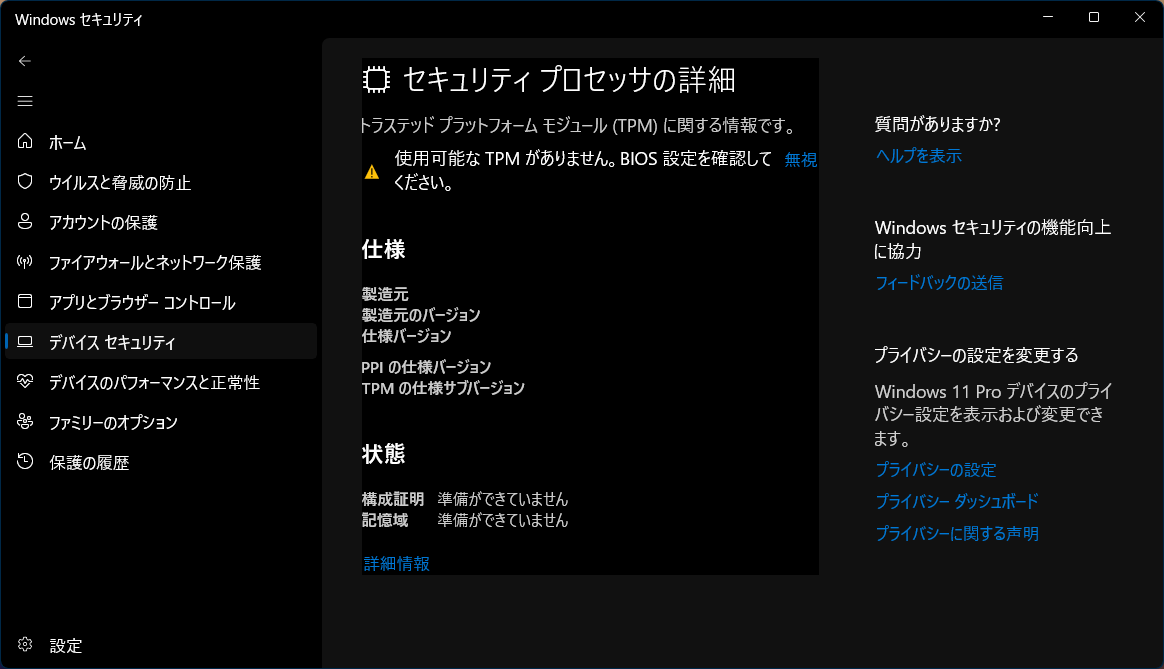 Windows セキュリティ
ホーム
ウイルスと脅威の防止
アカウントの保護
ファイアウォールとネットワーク保護
アプリとブラウザー コントロール
デバイス セキュリティ
デバイスのパフォーマンスと正常性
ファミリーのオプション
保護の履歴
設定
セキュリティ プロセッサの詳細
トラステッド プラットフォーム モジュール (TPM) に関する情報です。
使用可能な TPM がありません。BIOS 設定を確認して
ください。
無視
仕様
製造元
製造元のバージョン
仕様バージョン
PPI の仕様バージョン
TPM の仕様サブバージョン
状態
構成証明 準備ができていません
記憶域 準備ができていません
詳細情報
質問がありますか?
ヘルプを表示
Windows セキュリティの機能向上
に協力
フィードバックの送信
プライバシーの設定を変更する
Windows 11 Pro デバイスのプライ
バシー設定を表示および変更でき
ます。
プライバシーの設定
プライバシー ダッシュボード
プライバシーに関する声明